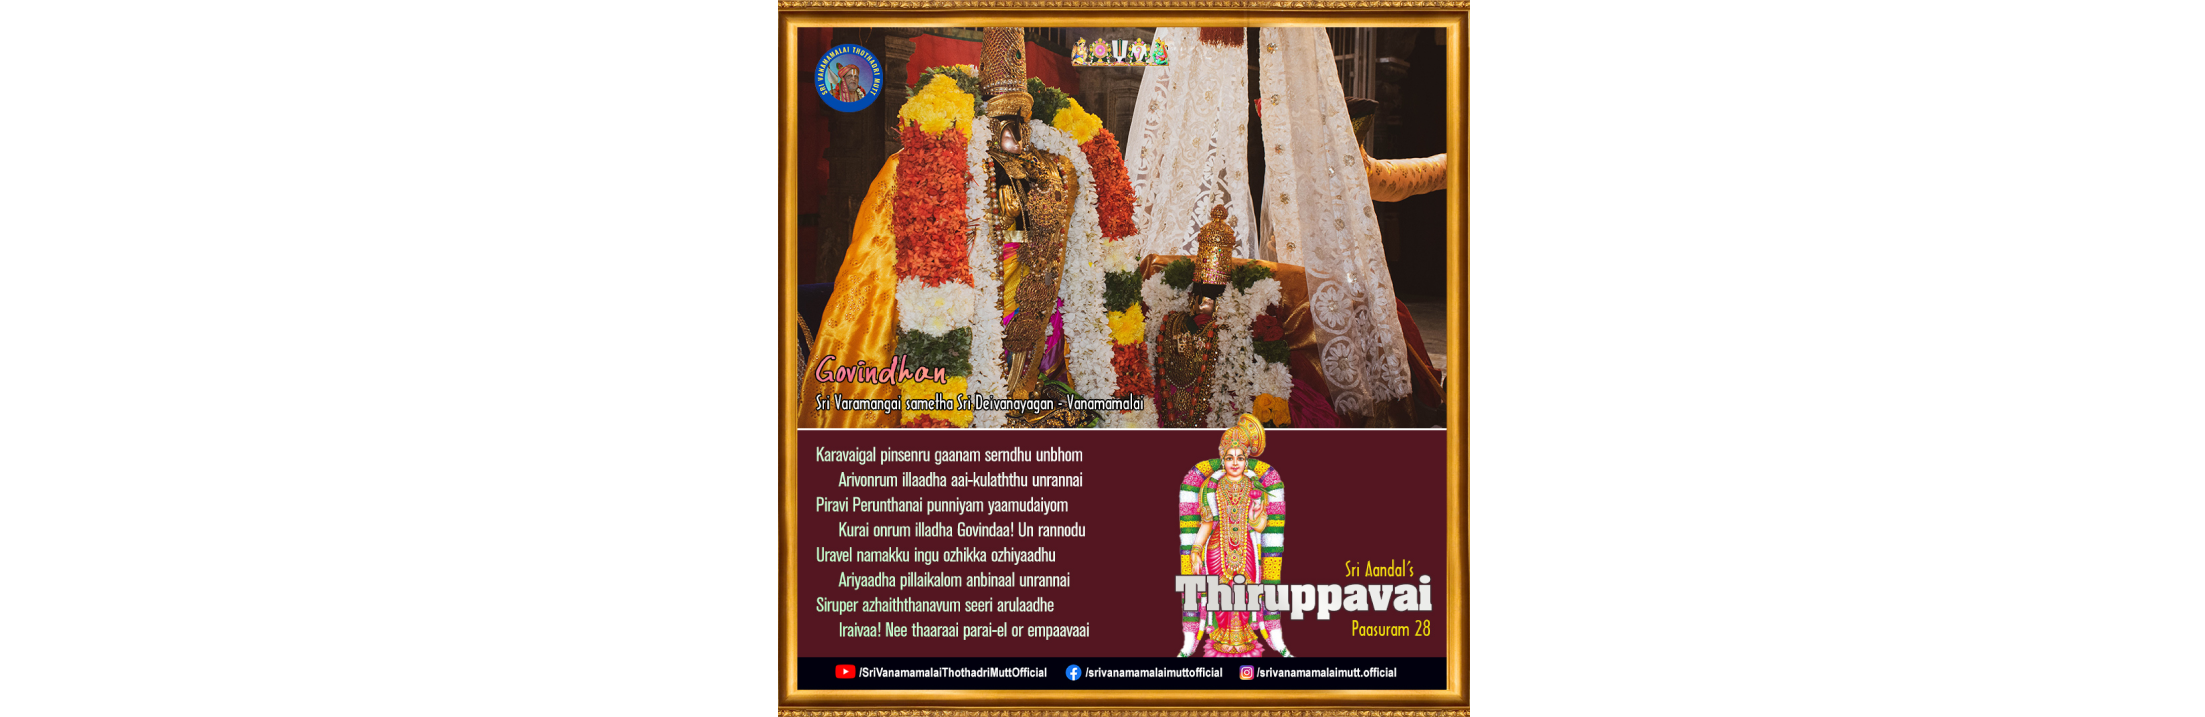 SRI VANAMAMALAI THOTHADRI MUTT
Govindhan
Sri Varamangai sametha Sri Deivanayagan - Vanamamalai
Karavaigal pinsenru gaanam serndhu unbhom
Arivonrum illaadha aai-kulaththu unrannai
Piravi Perunthanai punniyam yaamudaiyom
Kurai onrum illadha Govindaa! Un rannodu
Uravel namakku ingu ozhikka ozhiyaadhu
Ariyaadha pillaikalom anbinaal unrannai
Siruper azhaiththanavum seeri arulaadhe
Iraivaa! Nee thaaraai parai-el or empaavaai
Sri Aandal's
Thiruppavai
Paasuram 28
/SriVanamamalaiThothadriMuttOfficial /srivanamamalaimuttofficial /srivanamamalaimutt.official